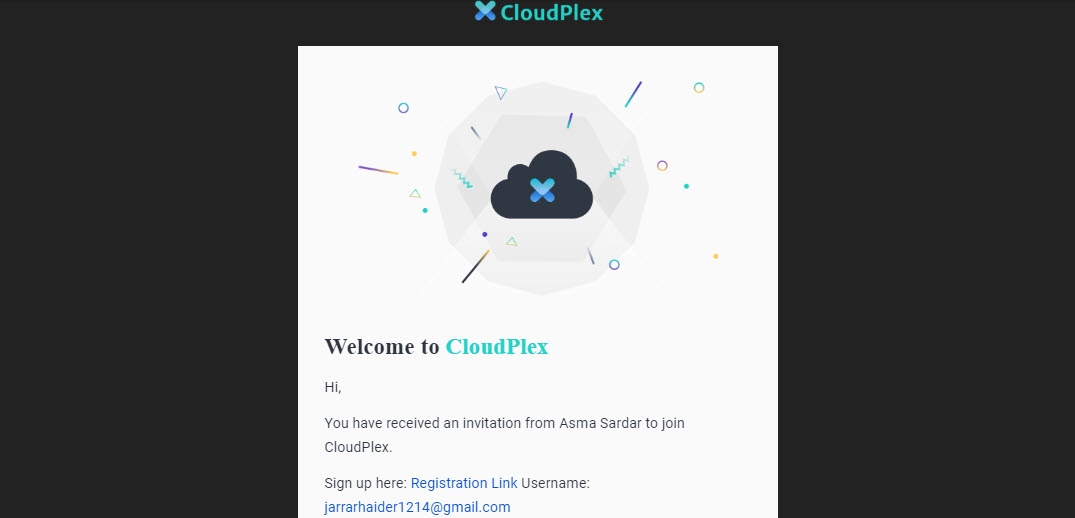 CloudPlex
Welcome to CloudPlex
Hi,
You have received an invitation from Asma Sardar to join
CloudPlex.
Sign up here: Registration Link Username:
jarrarhaider1214@gmail.com